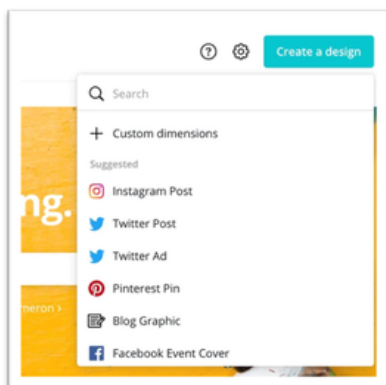 Create a design
Search
Custom dimensions
Suggested
Instagram Post
ng.
Twitter Post
Twitter Ad
Pinterest Pin
meron >
Blog Graphic
Facebook Event Cover